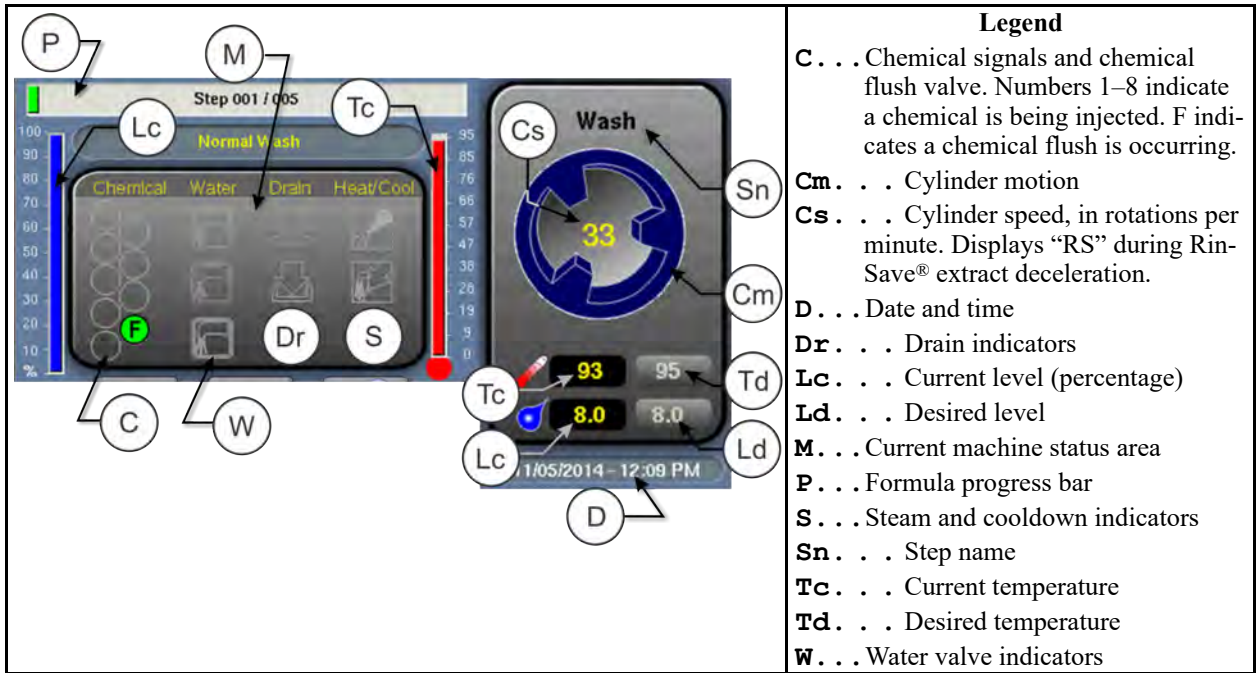 P
M
Step 001 / 005
Lc
Tc
Normal Wash
Chemical Water Drain Heat/Cool
100
90
80
70
60
50
40
30
20
10
%
95
85
76
66
57
47
38
28
19
9
0
F
Dr
S
C
W
Cs
Wash
Sn
33
Cm
Tc
93
95
Td
Lc
8.0
8.0
Ld
1/05/2014 - 12:09 PM
D
Legend
C...Chemical signals and chemical
flush valve. Numbers 1–8 indicate
a chemical is being injected. F indi-
cates a chemical flush is occurring.
Cm. . . Cylinder motion
Cs. . . Cylinder speed, in rotations per
minute. Displays “RS” during Rin-
Save® extract deceleration.
D...Date and time
Dr. . . Drain indicators
Lc. . . Current level (percentage)
Ld. . . Desired level
M...Current machine status area
P...Formula progress bar
S...Steam and cooldown indicators
Sn. . . Step name
Tc. . . Current temperature
Td. . . Desired temperature
W...Water valve indicators